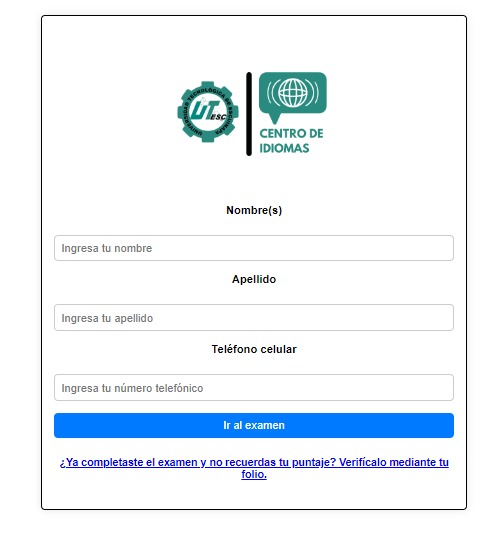 UNIVERSIDAD TECNOLÓGICA DE ESCUINAPA
UTESC
CENTRO DE
IDIOMAS
Nombre(s)
Ingresa tu nombre
Apellido
Ingresa tu apellido
Teléfono celular
Ingresa tu número telefónico
Ir al examen
¿Ya completaste el examen y no recuerdas tu puntaje? Verifícalo mediante tu
folio.